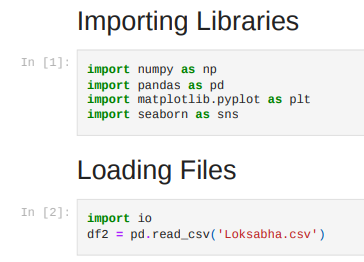 Importing Libraries
In [1]:
import numpy as np
import pandas as pd
import matplotlib.pyplot as plt
import seaborn as sns
Loading Files
In [2]:
import io
df2 = pd.read_csv('Loksabha.csv')